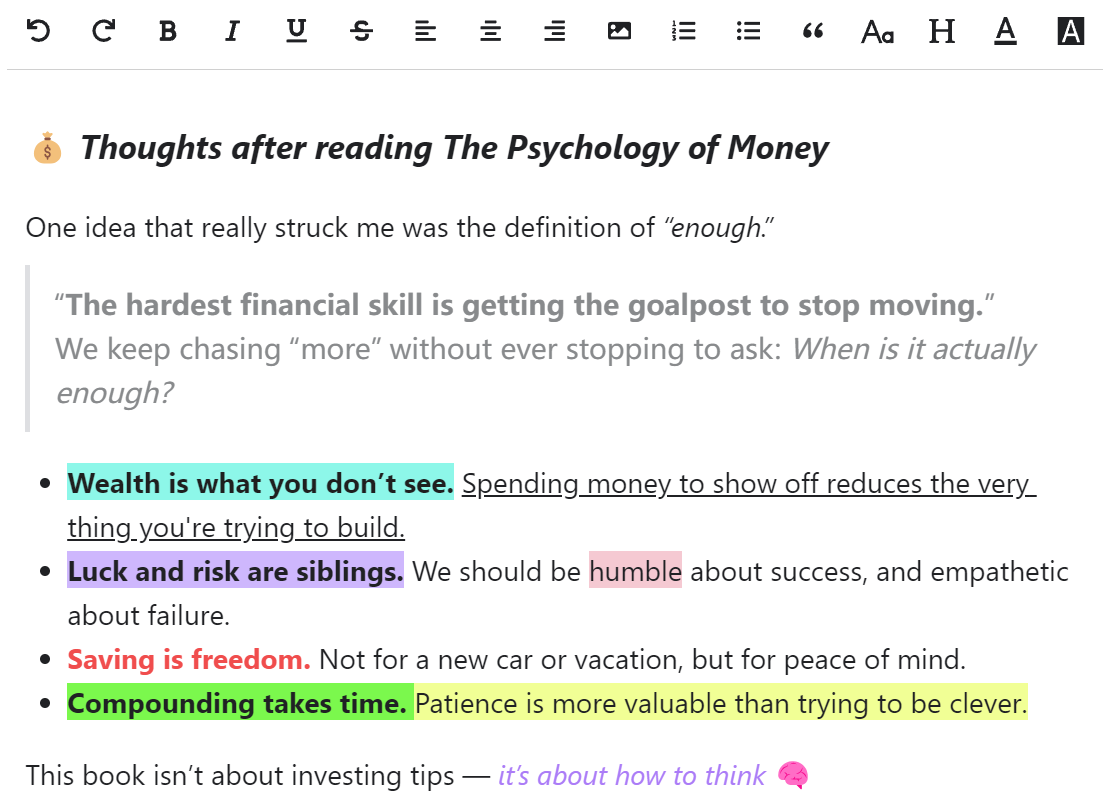 💰 Thoughts after reading The Psychology of Money
One idea that really struck me was the definition of “enough.”
“The hardest financial skill is getting the goalpost to stop moving.”
We keep chasing “more” without ever stopping to ask: When is it actually
enough?
• Wealth is what you don’t see. Spending money to show off reduces the very
thing you're trying to build.
• Luck and risk are siblings. We should be humble about success, and empathetic
about failure.
• Saving is freedom. Not for a new car or vacation, but for peace of mind.
• Compounding takes time. Patience is more valuable than trying to be clever.
This book isn’t about investing tips — it’s about how to think 🧠